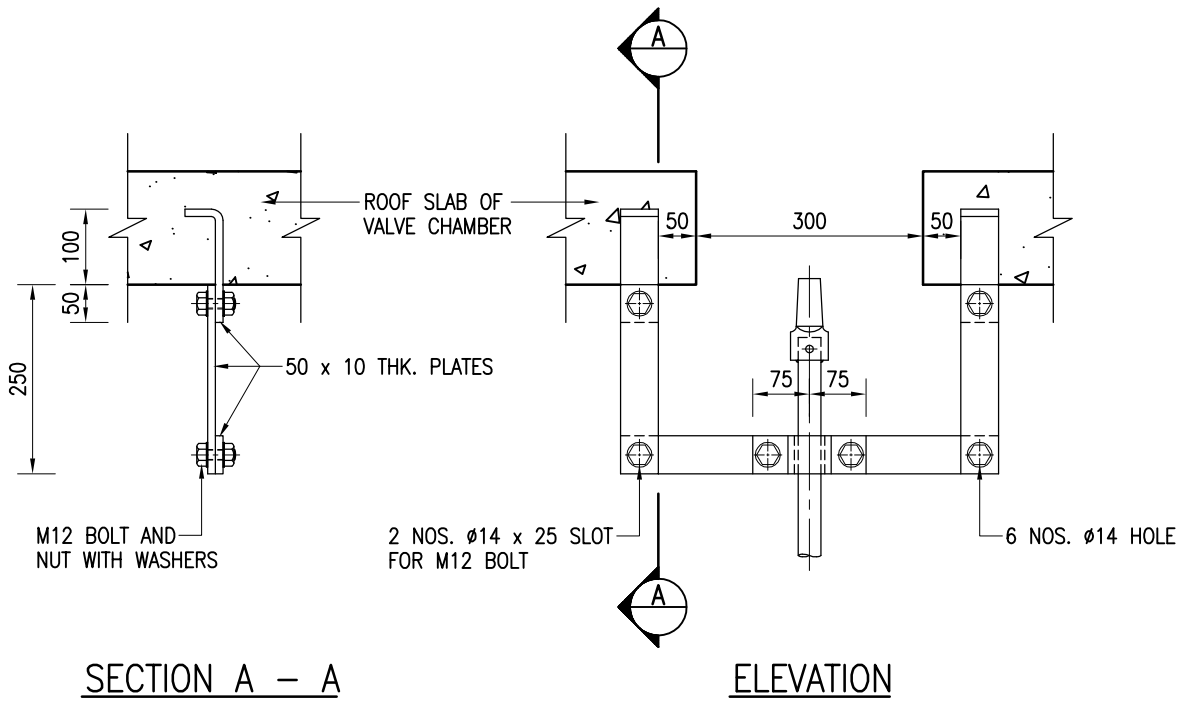 A
ROOF SLAB OF
VALVE CHAMBER
50
300
50
100
50
250
50 x 10 THK. PLATES
75
75
M12 BOLT AND
NUT WITH WASHERS
2 NOS. ø14 x 25 SLOT
FOR M12 BOLT
6 NOS. ø14 HOLE
A
SECTION A – A
ELEVATION